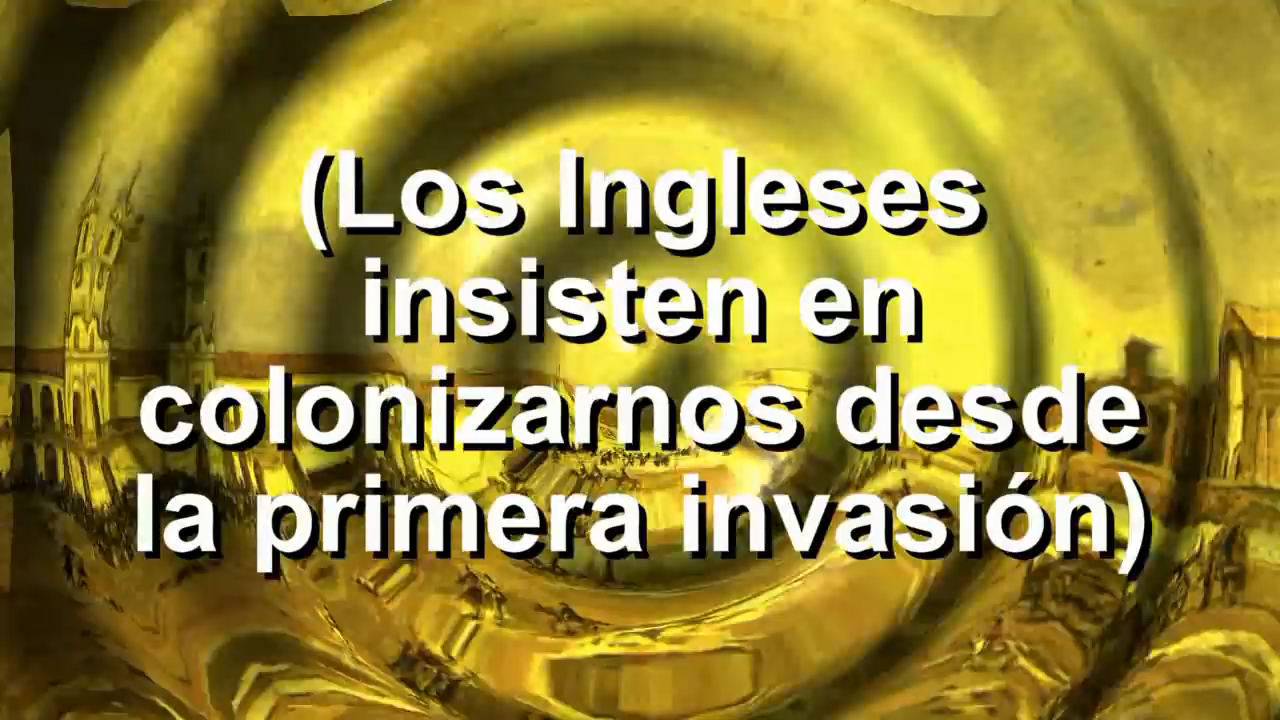 (Los Ingleses
insisten en
colonizarnos desde
la primera invasión)